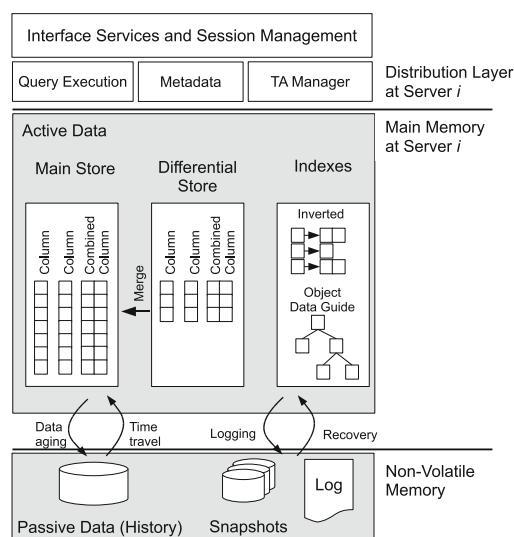 Interface Services and Session Management
Query Execution
Metadata
TA Manager
Distribution Layer
at Server i
Main Memory
at Server i
Active Data
Main Store
Differential
Store
Indexes
Column
Column
Combined
Column
Merge
Column
Column
Combined
Column
Inverted
Object
Data Guide
Data
aging
Time
travel
Logging
Recovery
Non-Volatile
Memory
Log
Passive Data (History)
Snapshots